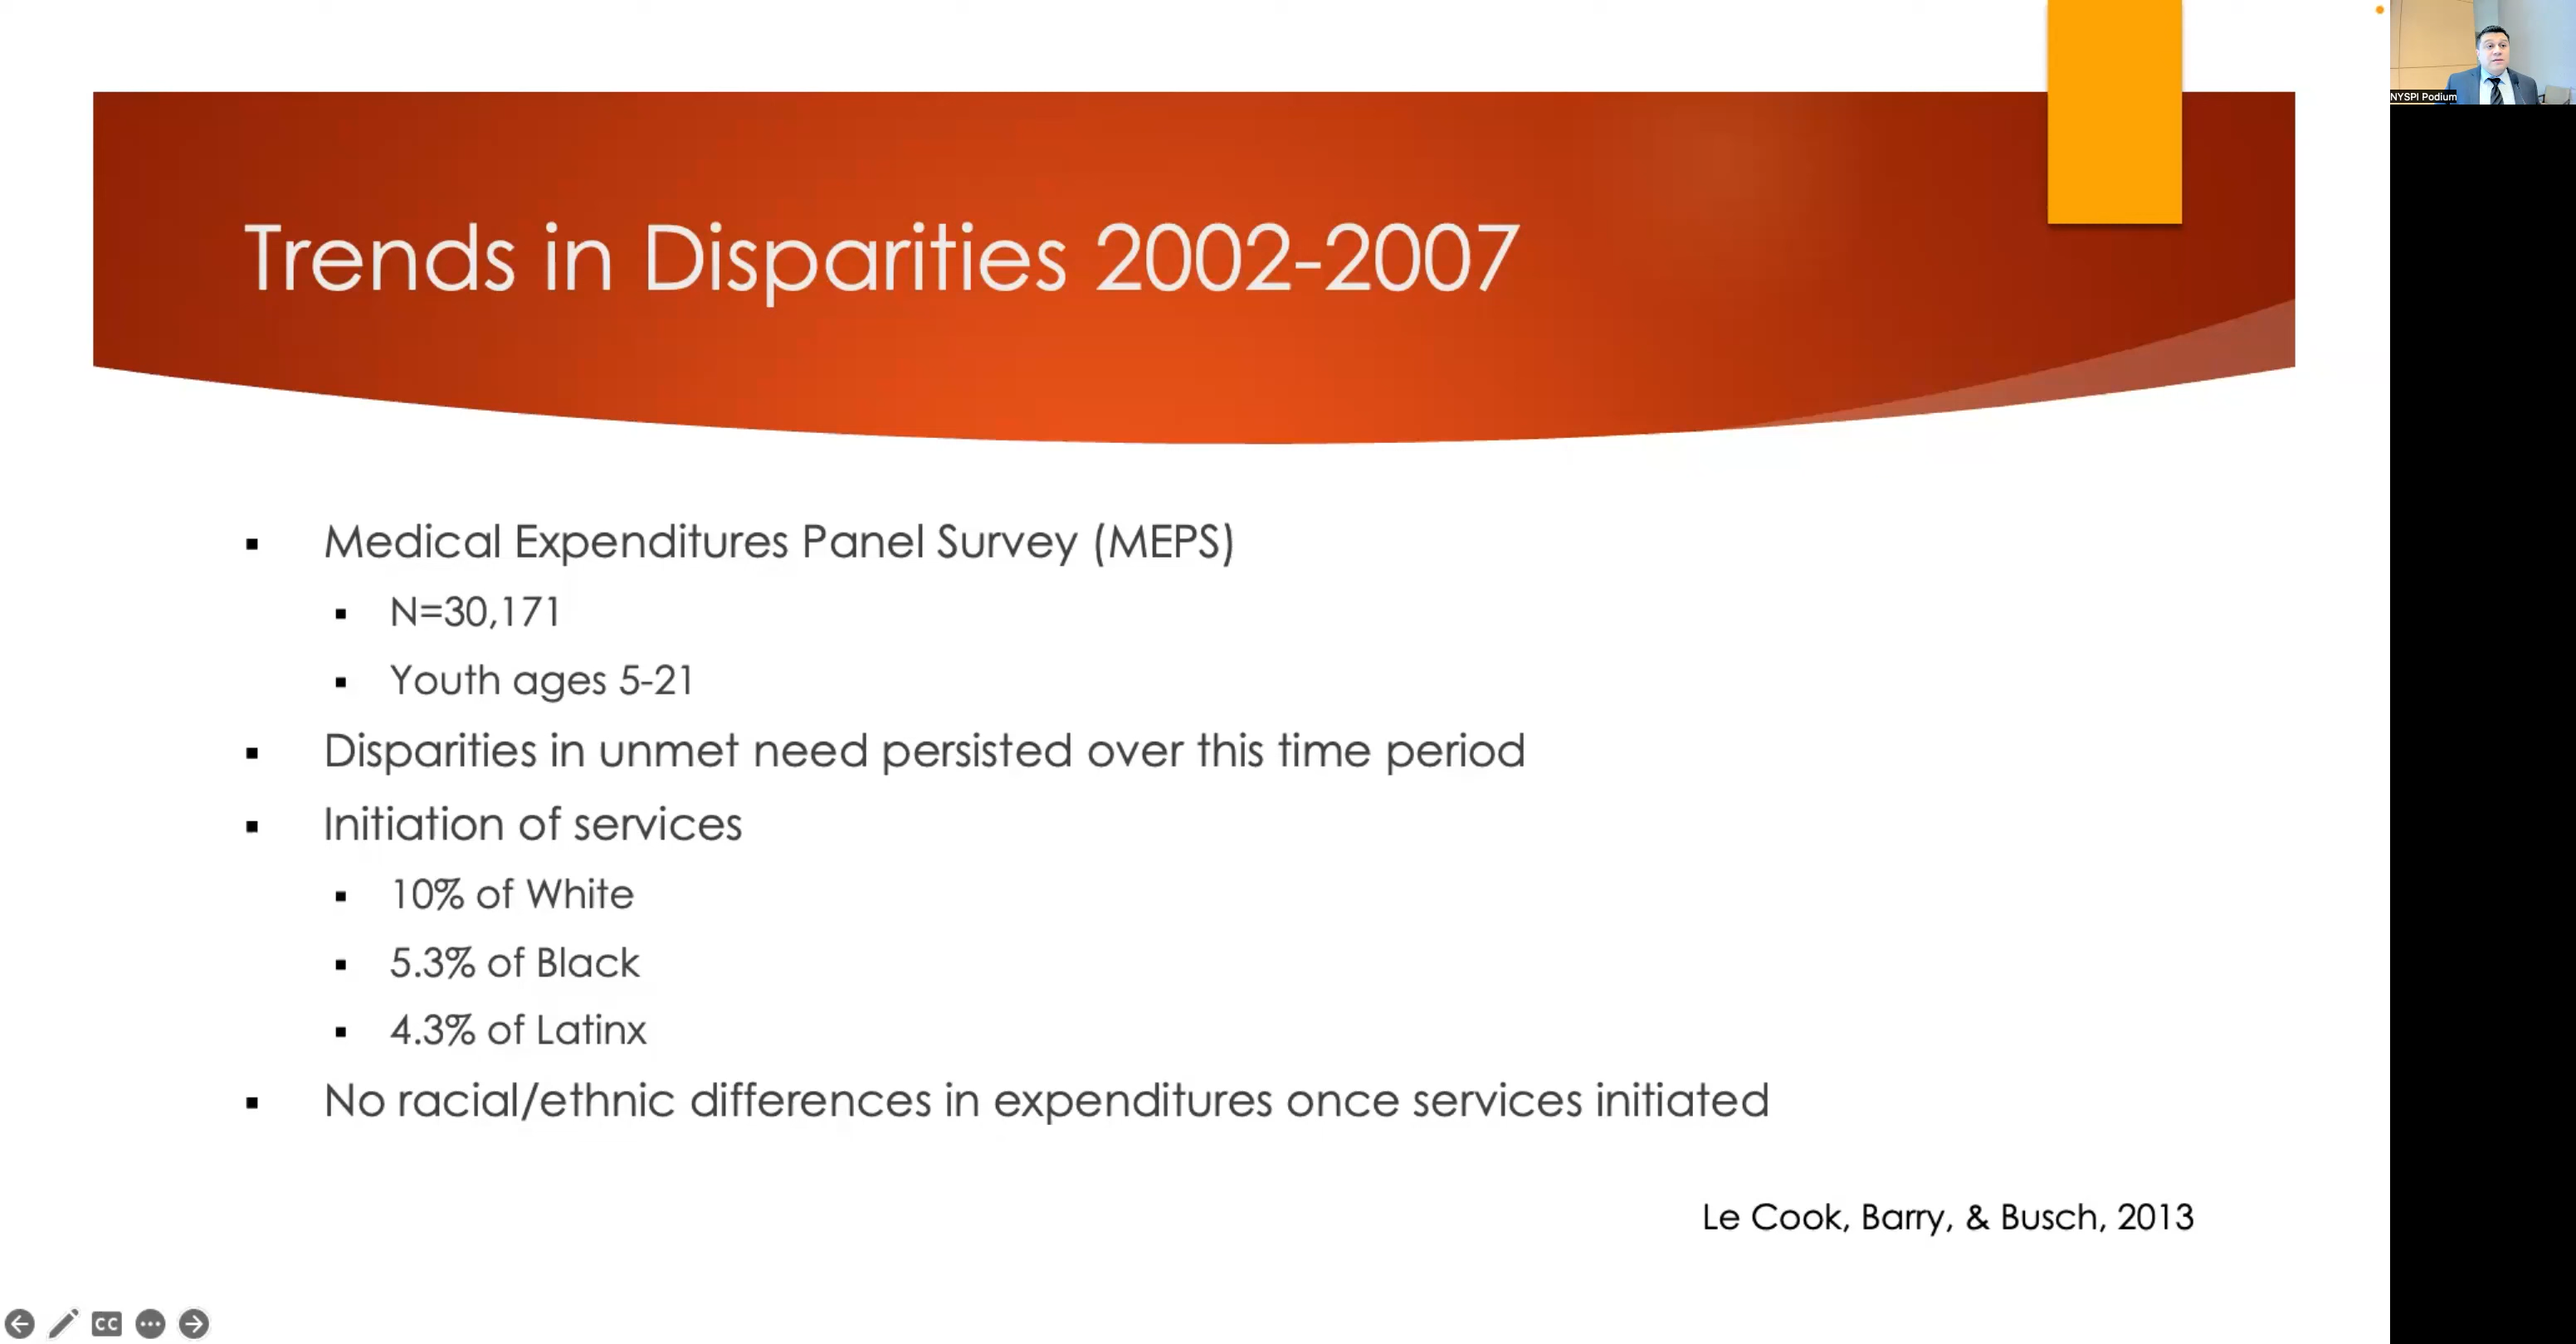 Trends in Disparities 2002-2007
Medical Expenditures Panel Survey (MEPS)
N=30,171
Youth ages 5-21
Disparities in unmet need persisted over this time period
Initiation of services
10% of White
5.3% of Black
4.3% of Latinx
No racial/ethnic differences in expenditures once services initiated
Le Cook, Barry, & Busch, 2013
NYSPI Podium
CC